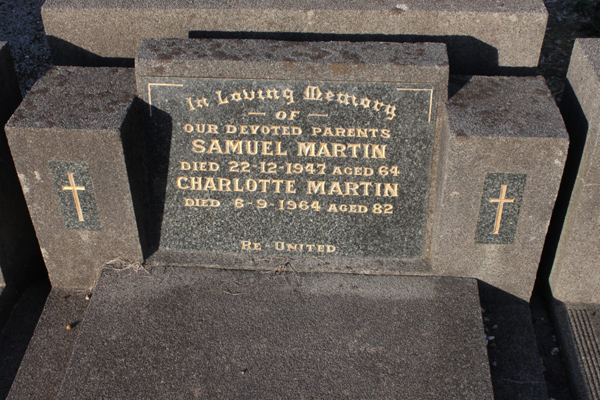 In Loving Memory
— OF —
OUR DEVOTED PARENTS
SAMUEL MARTIN
DIED 22-12-1947 AGED 64
CHARLOTTE MARTIN
DIED 6-9-1964 AGED 82
RE-UNITED